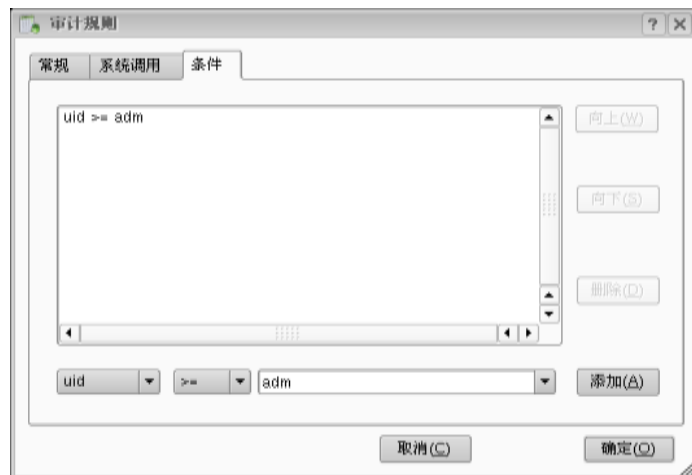 审计规则
常规 系统调用 条件
uid >= adm
向上(W)
向下(S)
删除(D)
uid >= adm 添加(A)
取消(C) 确定(O)